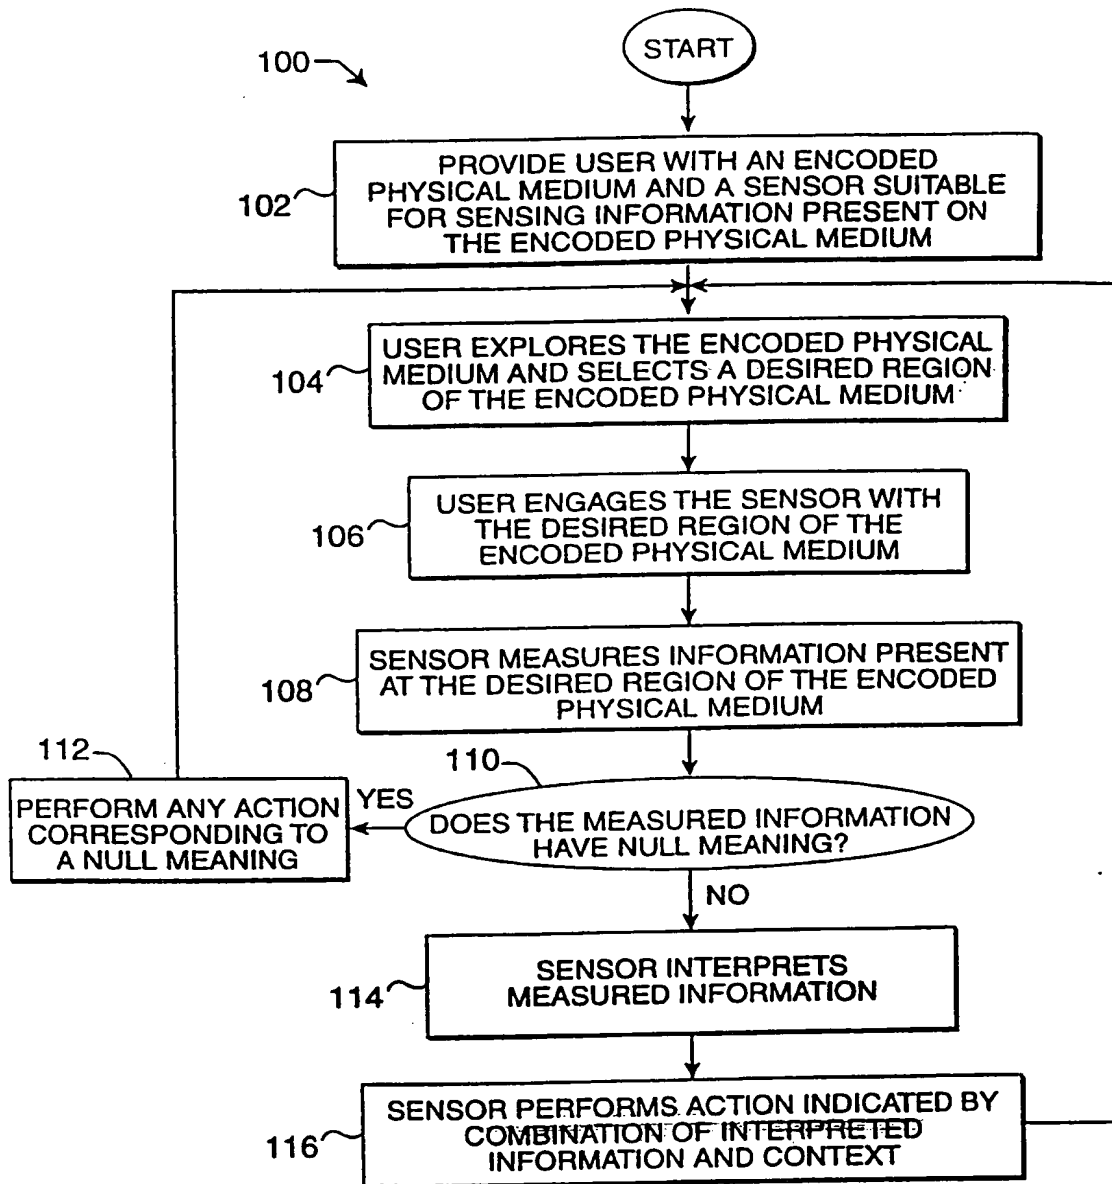 START
100
PROVIDE USER WITH AN ENCODED
PHYSICAL MEDIUM AND A SENSOR SUITABLE
FOR SENSING INFORMATION PRESENT ON
THE ENCODED PHYSICAL MEDIUM
102
USER EXPLORES THE ENCODED PHYSICAL
MEDIUM AND SELECTS A DESIRED REGION
OF THE ENCODED PHYSICAL MEDIUM
104
USER ENGAGES THE SENSOR WITH
THE DESIRED REGION OF THE
ENCODED PHYSICAL MEDIUM
106
SENSOR MEASURES INFORMATION PRESENT
AT THE DESIRED REGION OF THE ENCODED
PHYSICAL MEDIUM
108
110
DOES THE MEASURED INFORMATION
HAVE NULL MEANING?
YES
112
PERFORM ANY ACTION
CORRESPONDING TO
A NULL MEANING
NO
SENSOR INTERPRETS
MEASURED INFORMATION
114
SENSOR PERFORMS ACTION INDICATED BY
COMBINATION OF INTERPRETED
INFORMATION AND CONTEXT
116